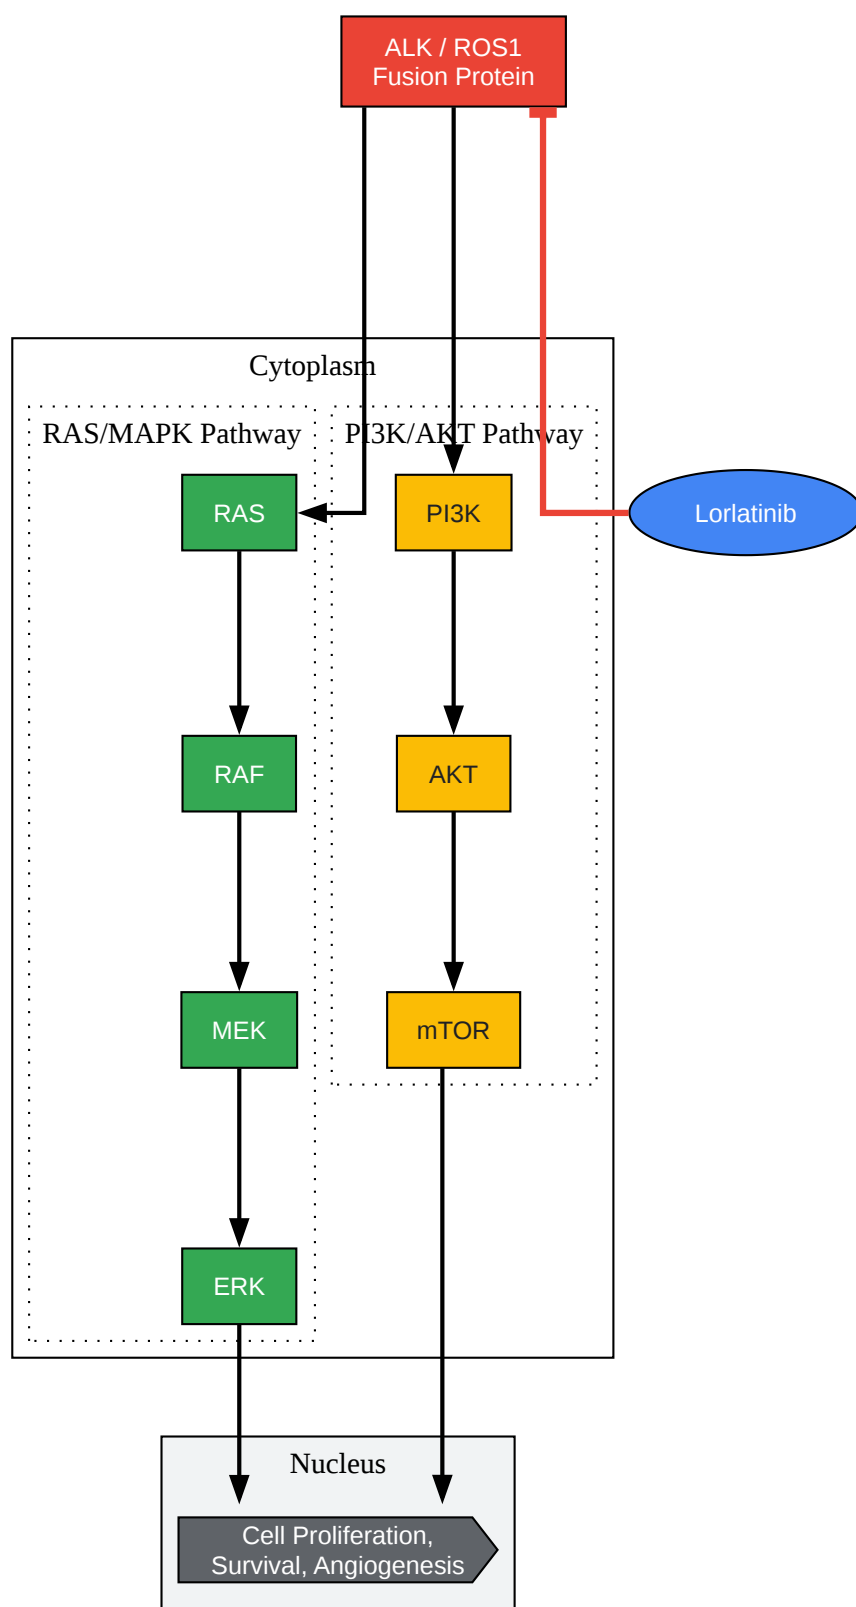 ALK / ROS1
Fusion Protein
Cytoplasm
RAS/MAPK Pathway
PI3K/AKT Pathway
RAS
PI3K
Lorlatinib
RAF
AKT
MEK
mTOR
ERK
Nucleus
Cell Proliferation,
Survival, Angiogenesis